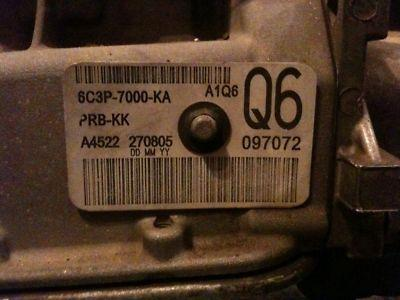 6C3P-7000-KA A1Q6 Q6
PRB-KK
A4522 270805 097072
DD MM YY